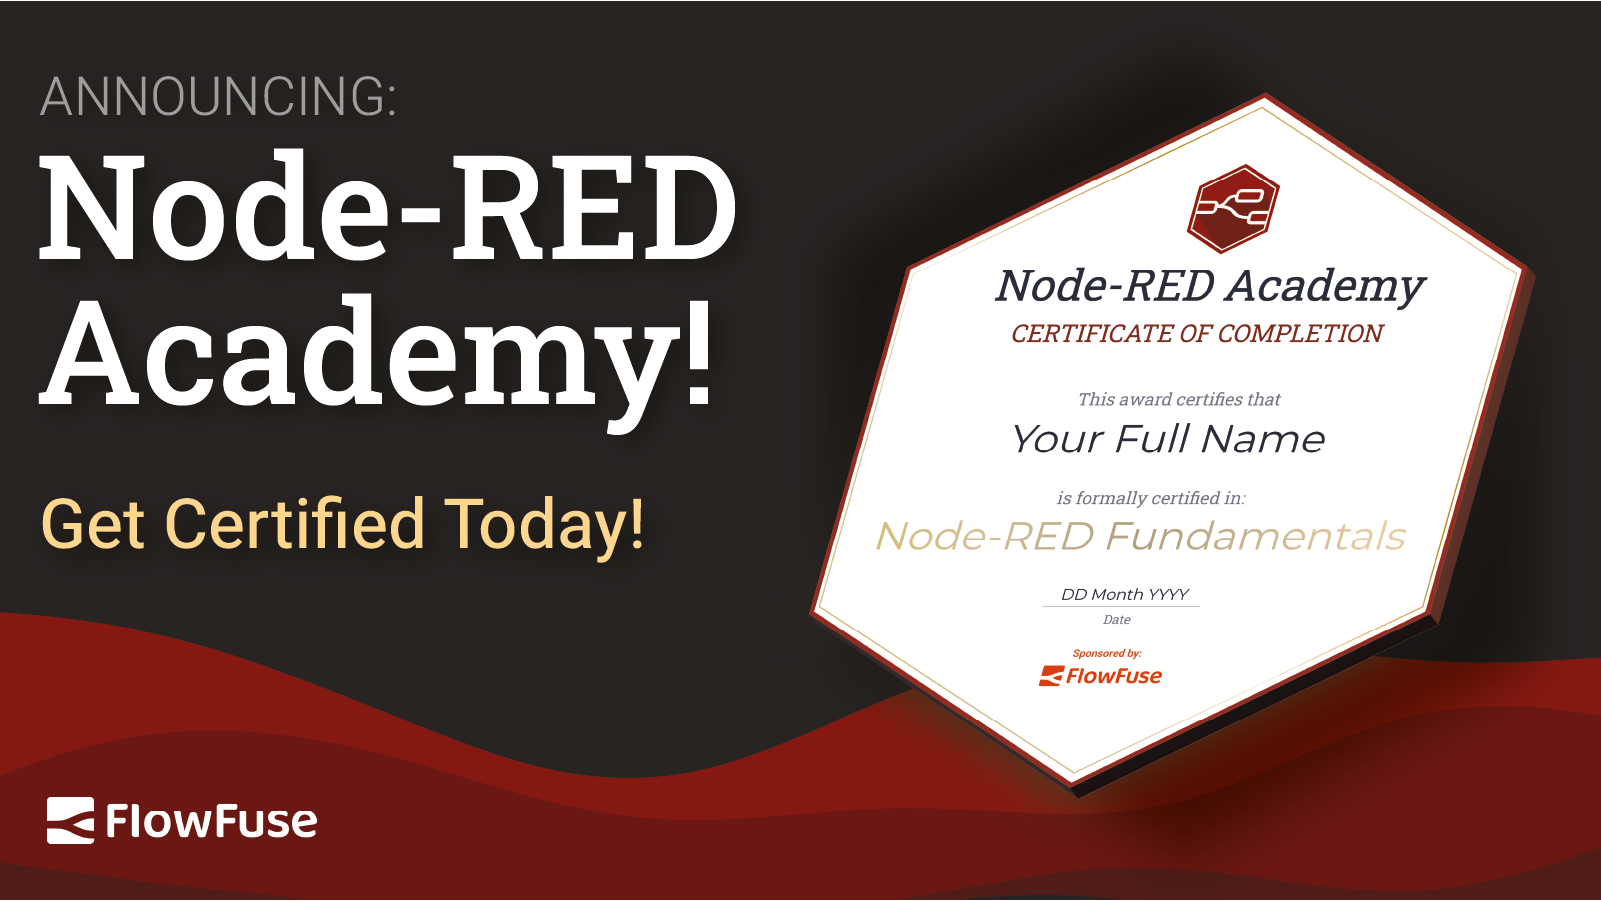 ANNOUNCING:
Node-RED
Academy!
Get Certified Today!
FlowFuse
Node-RED Academy
CERTIFICATE OF COMPLETION
This award certifies that
Your Full Name
is formally certified in:
Node-RED Fundamentals
DD Month YYYY
Date
Sponsored by:
FlowFuse